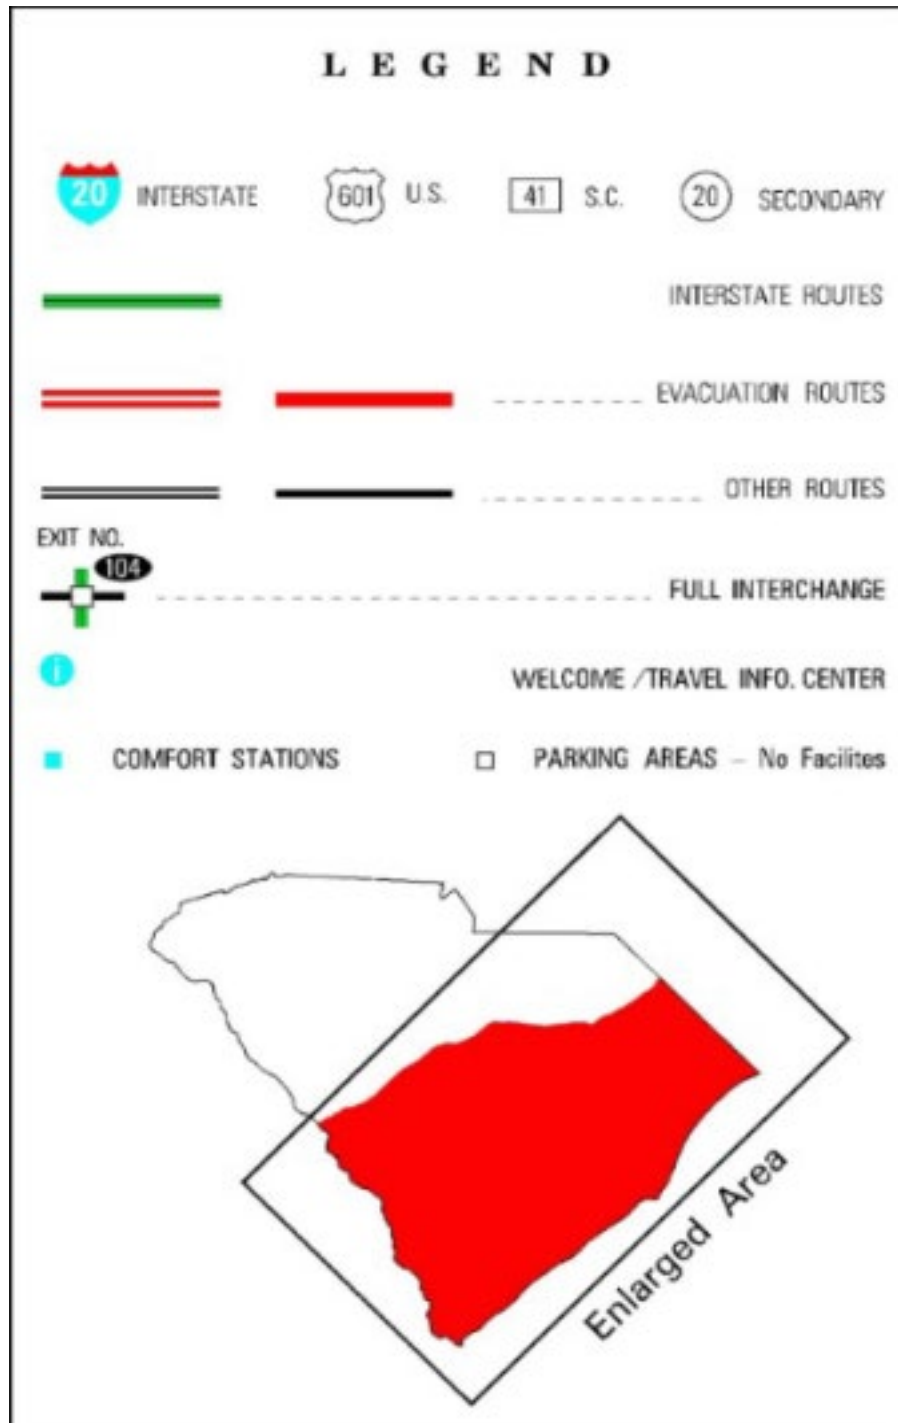 LEGEND
20 INTERSTATE 601 U.S. 41 S.C. 20 SECONDARY
INTERSTATE ROUTES
EVACUATION ROUTES
OTHER ROUTES
EXIT NO.
104
FULL INTERCHANGE
i WELCOME /TRAVEL INFO. CENTER
COMFORT STATIONS PARKING AREAS - No Facilites
Enlarged Area